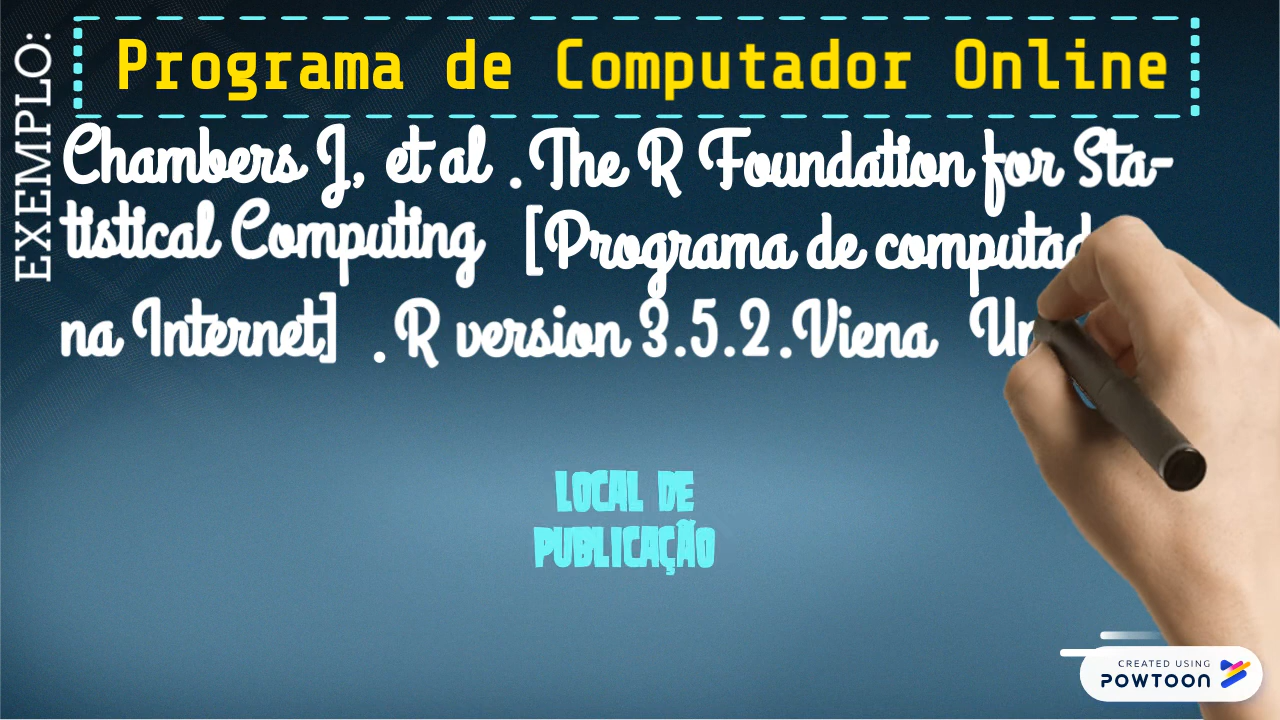 EXEMPLO:
Programa de Computador Online
Chambers J, et al . The R Foundation for Sta-
tistical Computing [Programa de
na Internet] . R version 3.5.2 . Viena
LOCAL DE
PUBLICAÇÃO
CREATED USING
POWTOON